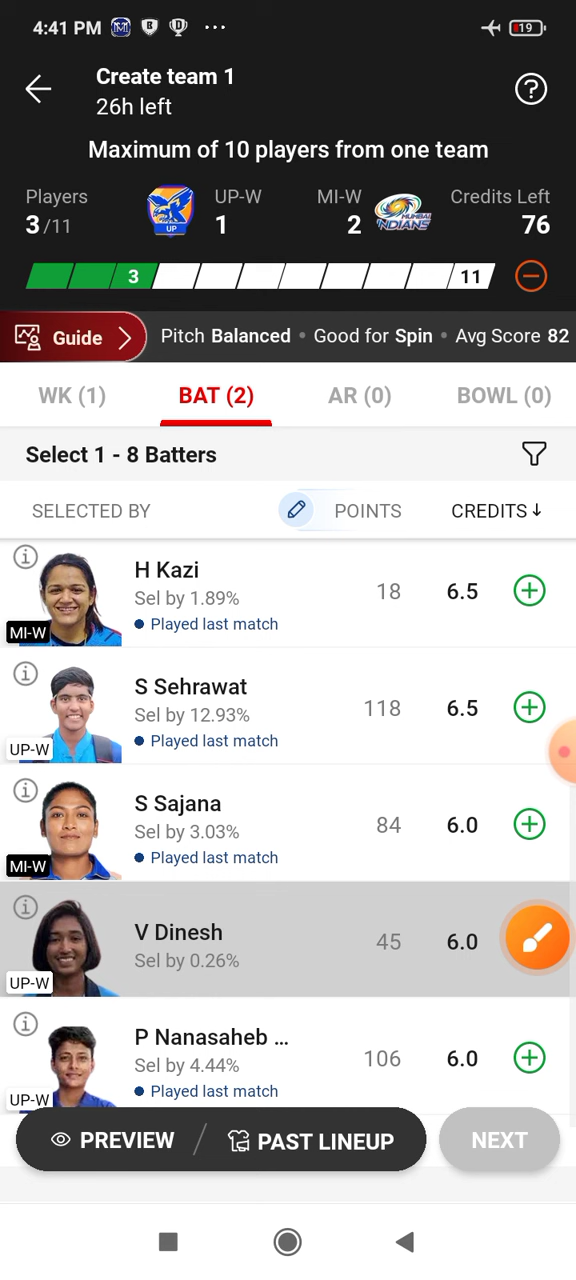 4:41 PM
19
Create team 1
26h left
Maximum of 10 players from one team
Players
3 /11
UP
UP-W
1
MI-W
2
MUMBAI
INDIANS
Credits Left
76
3
11
Guide
Pitch Balanced • Good for Spin • Avg Score 82
WK (1)
BAT (2)
AR (0)
BOWL (0)
Select 1 - 8 Batters
SELECTED BY
POINTS
CREDITS↓
H Kazi
Sel by 1.89%
• Played last match
MI-W
18
6.5
S Sehrawat
Sel by 12.93%
• Played last match
UP-W
118
6.5
S Sajana
Sel by 3.03%
• Played last match
MI-W
84
6.0
V Dinesh
Sel by 0.26%
UP-W
45
6.0
P Nanasaheb ...
Sel by 4.44%
• Played last match
UP-W
106
6.0
PREVIEW / PAST LINEUP
NEXT